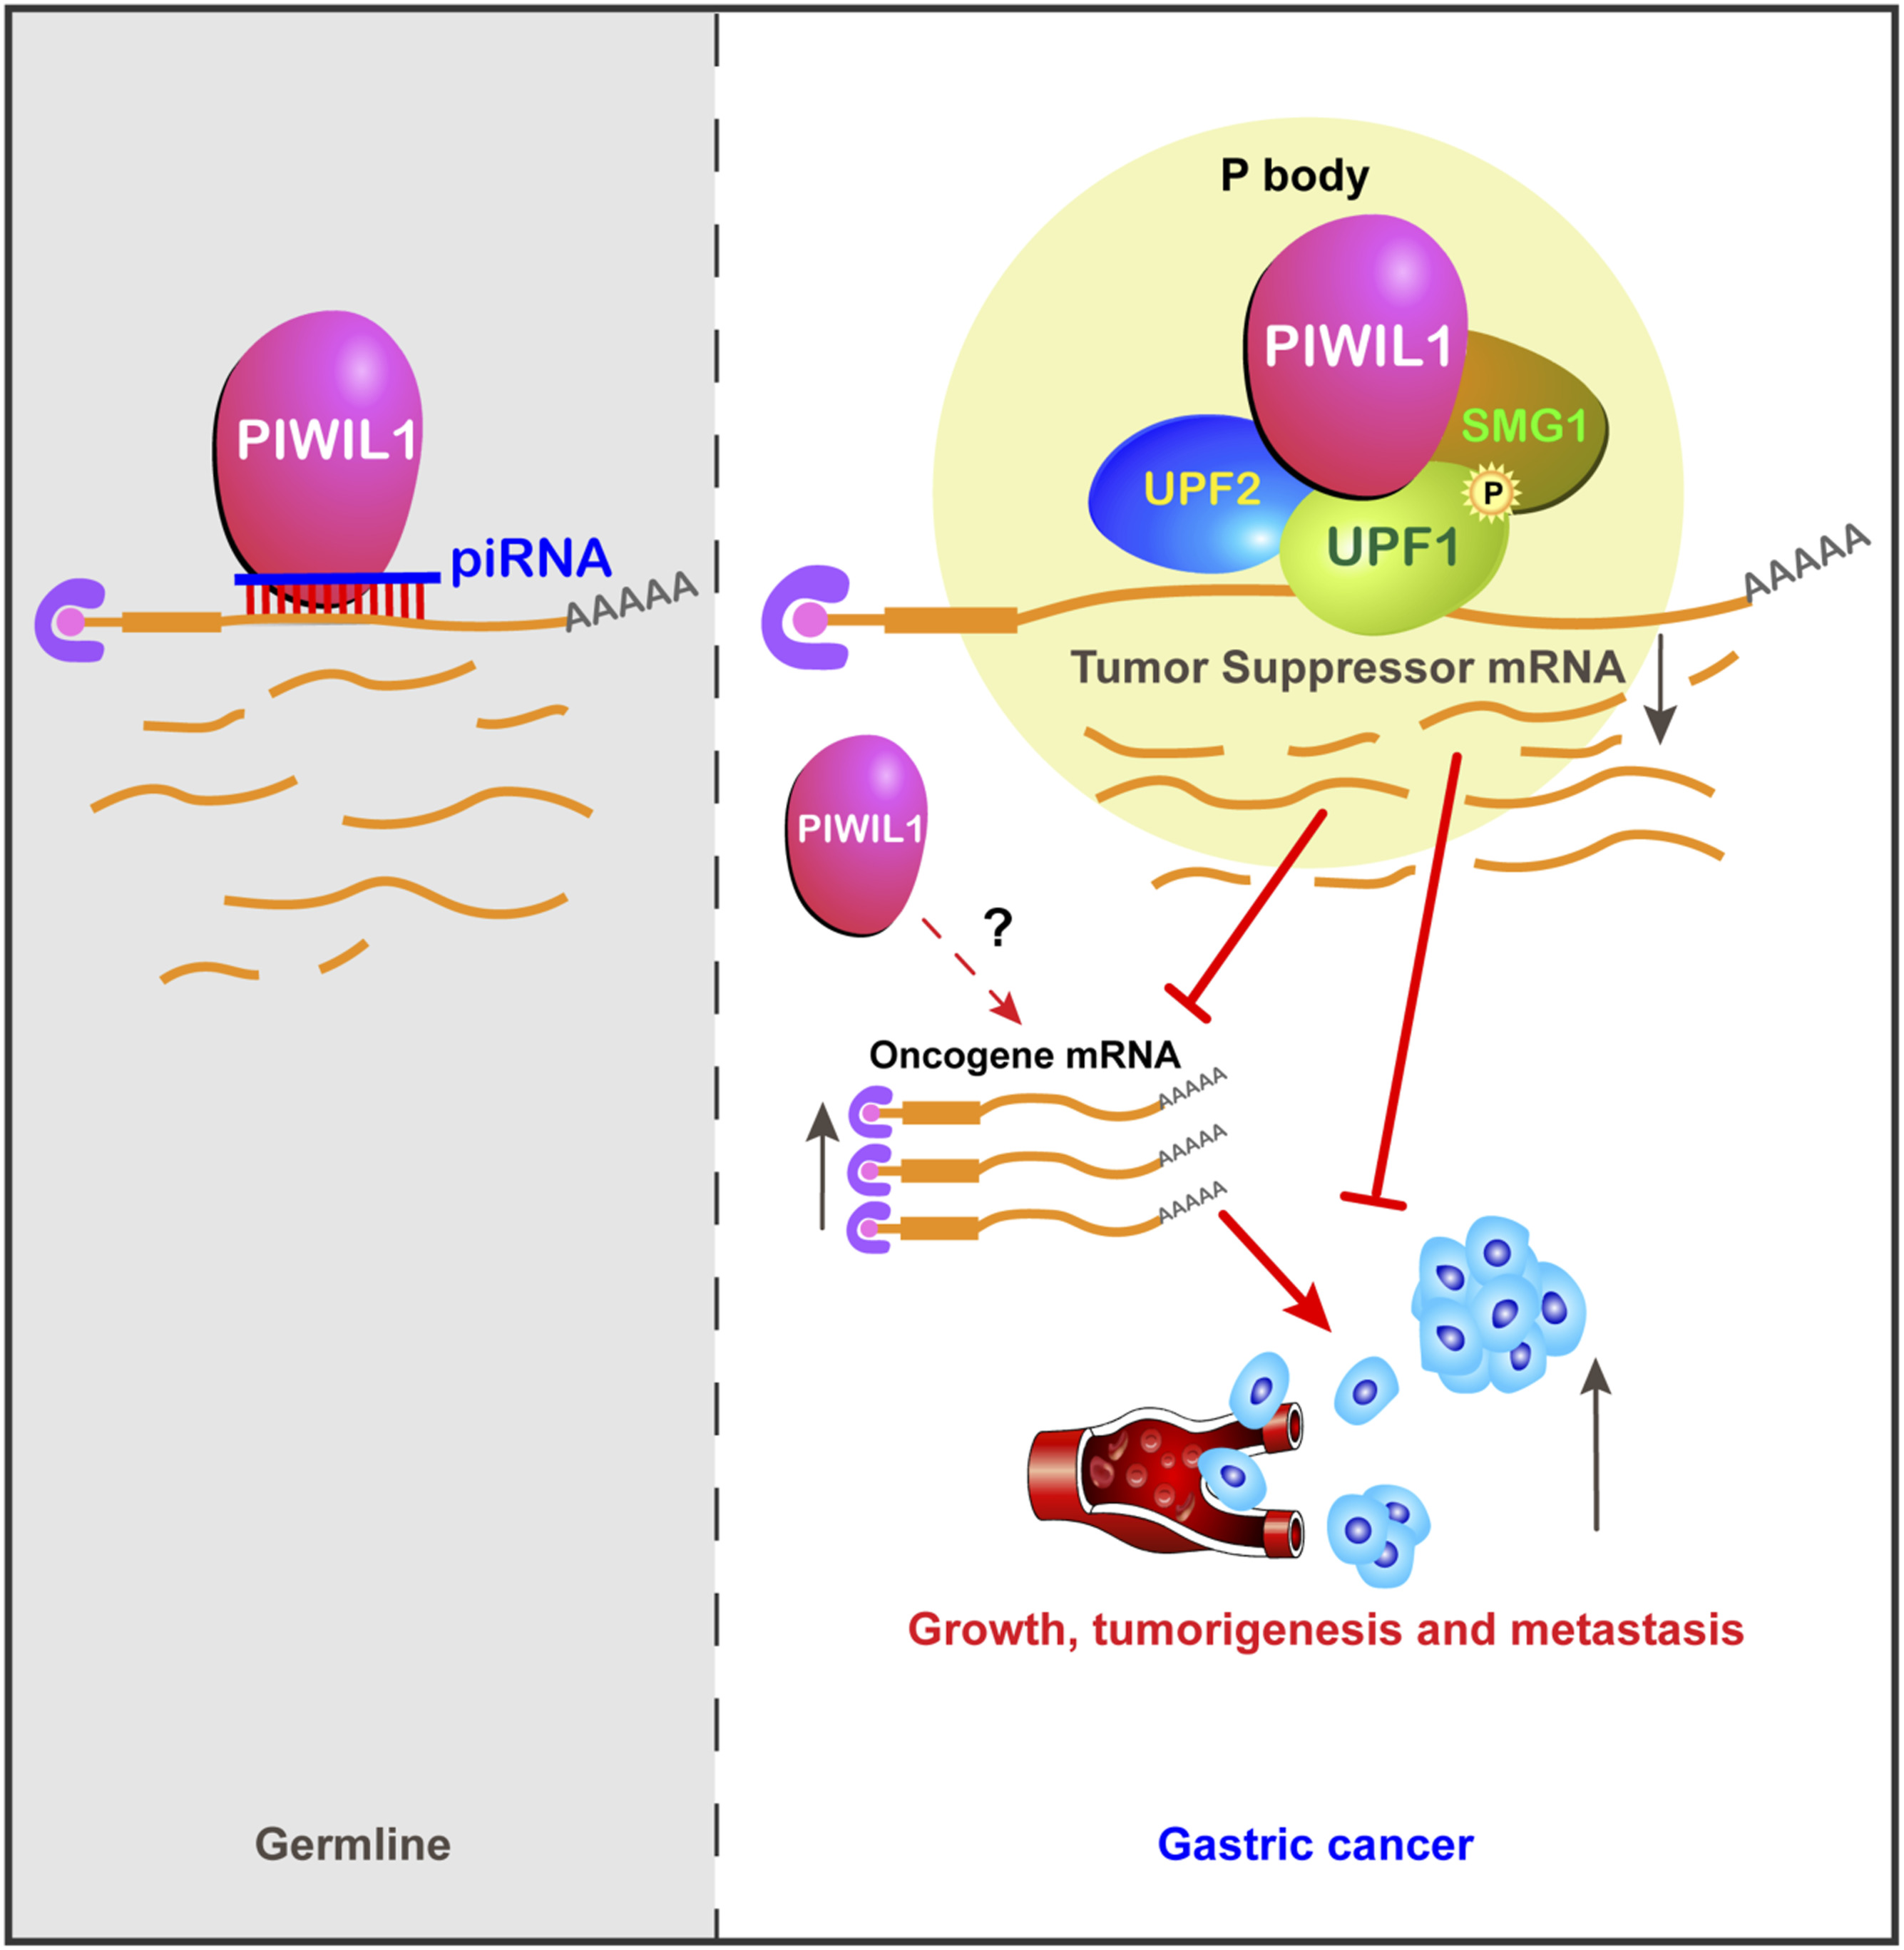 PIWIL1
piRNA
AAAAA
Germline
P body
PIWIL1
SMG1
UPF2
P
UPF1
AAAAA
Tumor Suppressor mRNA
PIWIL1
?
Oncogene mRNA
AAAAA
AAAAA
AAAAA
Growth, tumorigenesis and metastasis
Gastric cancer